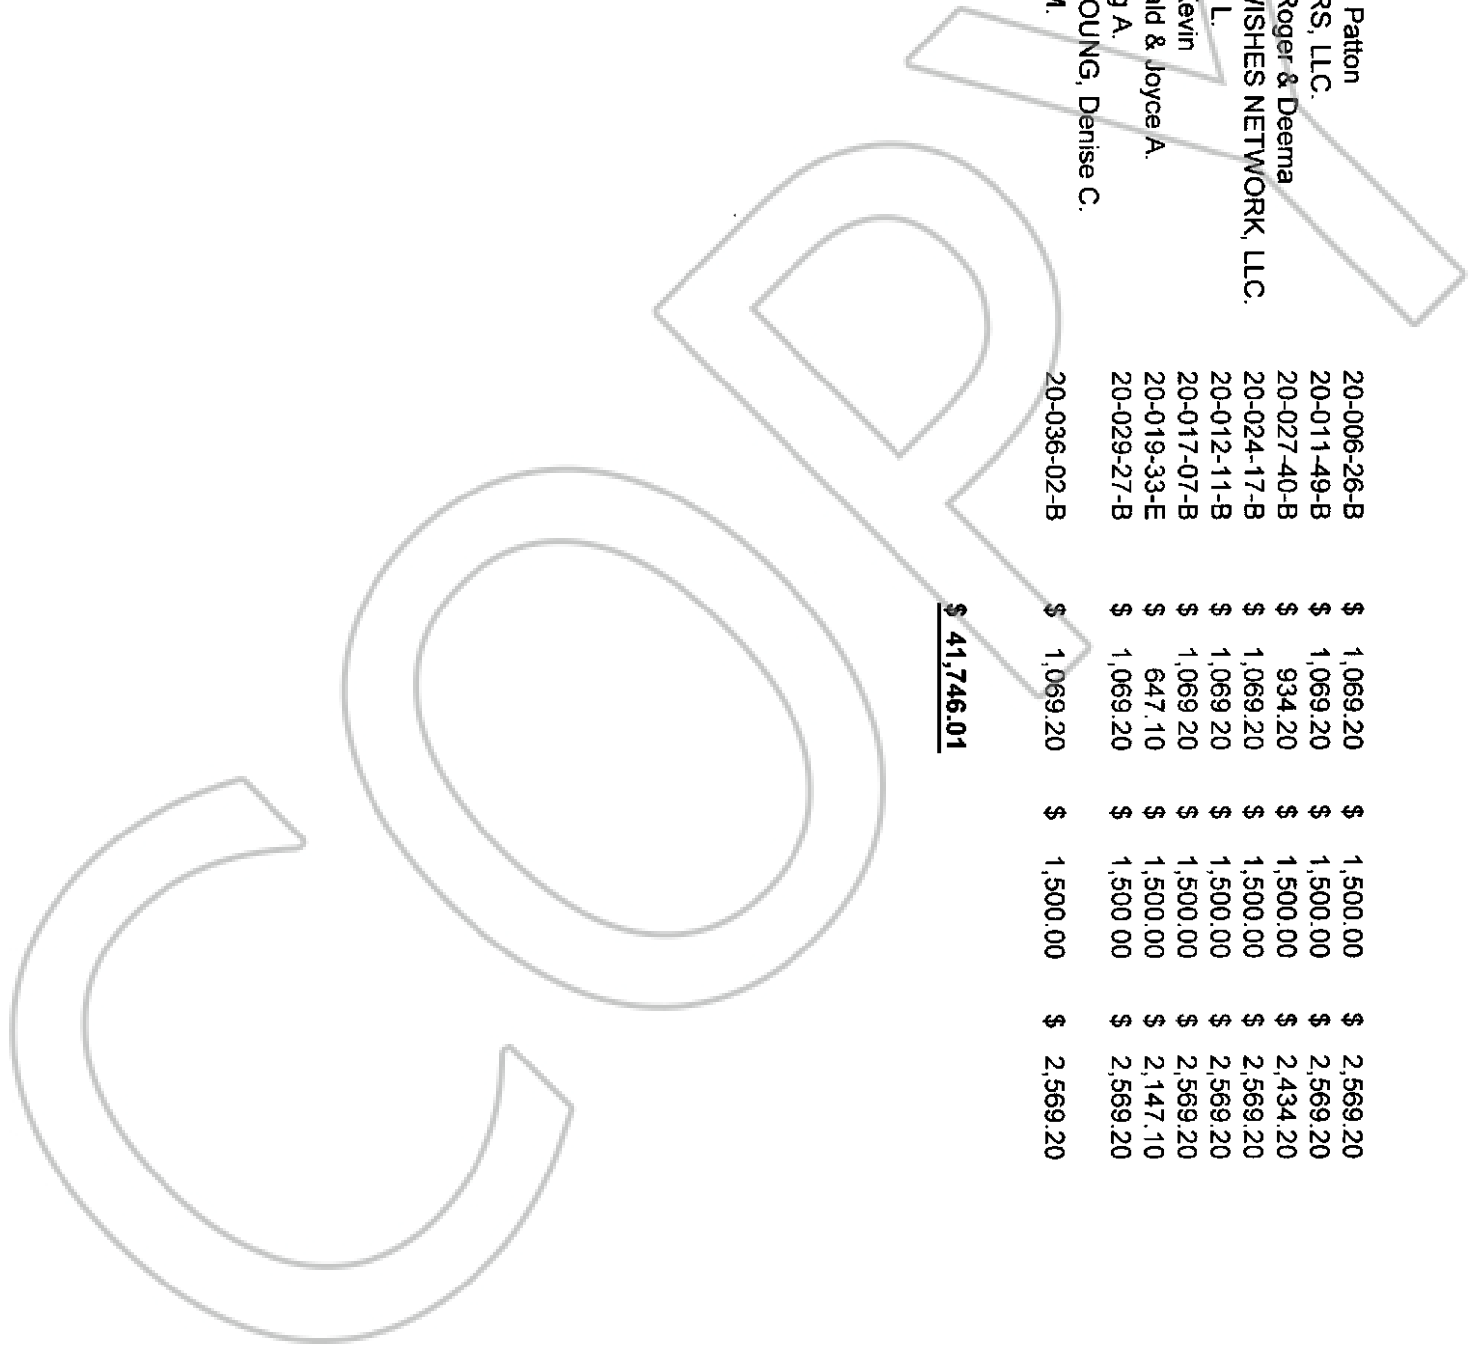 Patton 20-006-26-B $ 1,069.20 $ 1,500.00 $ 2,569.20
RS, LLC. 20-011-49-B $ 1,069.20 $ 1,500.00 $ 2,569.20
Roger & Deema 20-027-40-B $ 934.20 $ 1,500.00 $ 2,434.20
WISHES NETWORK, LLC. 20-024-17-B $ 1,069.20 $ 1,500.00 $ 2,569.20
L. 20-012-11-B $ 1,069.20 $ 1,500.00 $ 2,569.20
Kevin 20-017-07-B $ 1,069.20 $ 1,500.00 $ 2,569.20
ald & Joyce A. 20-019-33-E $ 647.10 $ 1,500.00 $ 2,147.10
g A. 20-029-27-B $ 1,069.20 $ 1,500.00 $ 2,569.20
OUNG, Denise C.
M. 20-036-02-B $ 1,069.20 $ 1,500.00 $ 2,569.20
$ 41,746.01
COPY